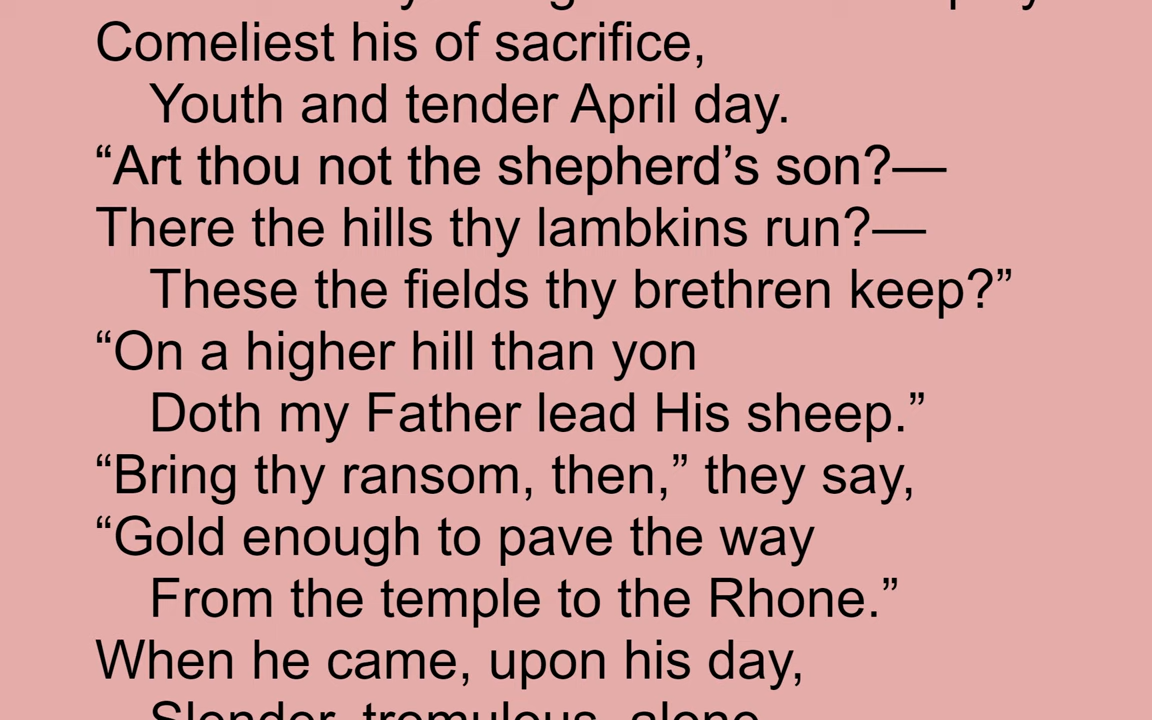 Comeliest his of sacrifice,
Youth and tender April day.
“Art thou not the shepherd’s son?—
There the hills thy lambkins run?—
These the fields thy brethren keep?”
“On a higher hill than yon
Doth my Father lead His sheep.”
“Bring thy ransom, then,” they say,
“Gold enough to pave the way
From the temple to the Rhone.”
When he came, upon his day,
Slender, tremulous, alone